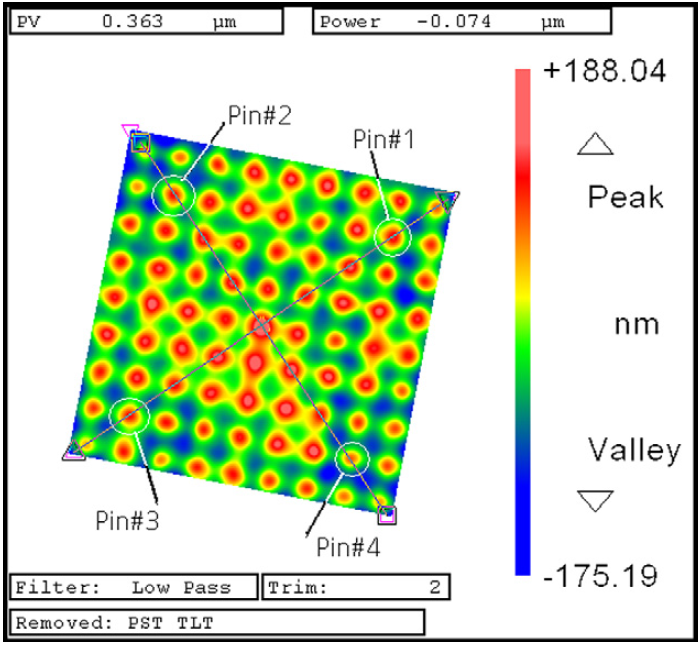 PV 0.363 µm Power -0.074 µm
+188.04
Pin#2
Pin#1
Peak
nm
Valley
Pin#3
Pin#4
-175.19
Filter: Low Pass Trim: 2
Removed: PST TLT